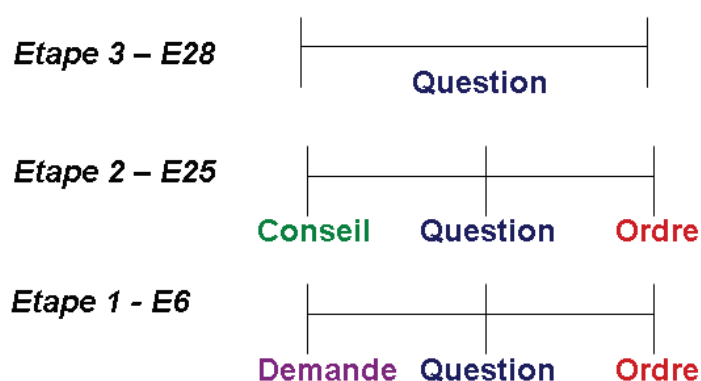 Etape 3 – E28
Question
Etape 2 – E25
Conseil Question Ordre
Etape 1 - E6
Demande Question Ordre